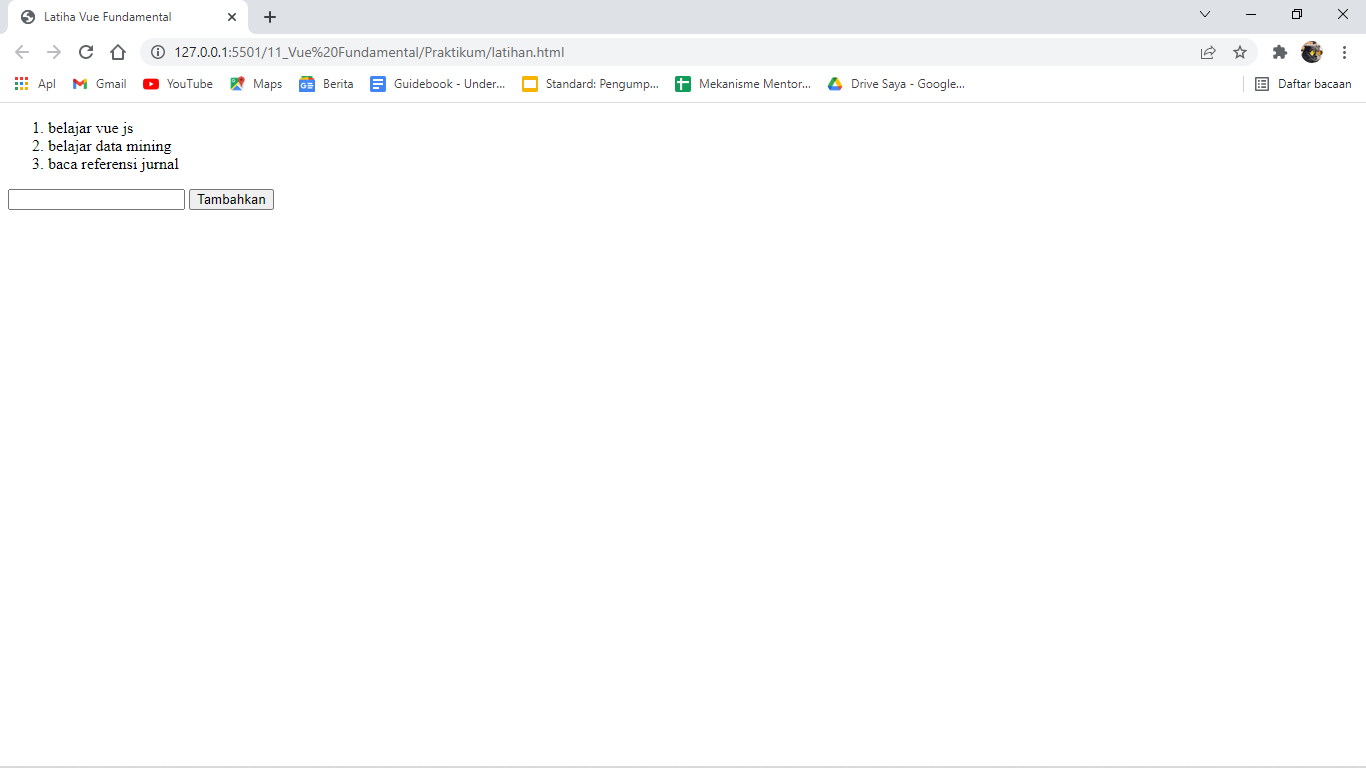 Latiha Vue Fundamental
127.0.0.1:5501/11_Vue%20Fundamental/Praktikum/latihan.html
Apl Gmail YouTube Maps Berita Guidebook - Under... Standard: Pengump... Mekanisme Mentor... Drive Saya - Google... Daftar bacaan
1. belajar vue js
2. belajar data mining
3. baca referensi jurnal
Tambahkan